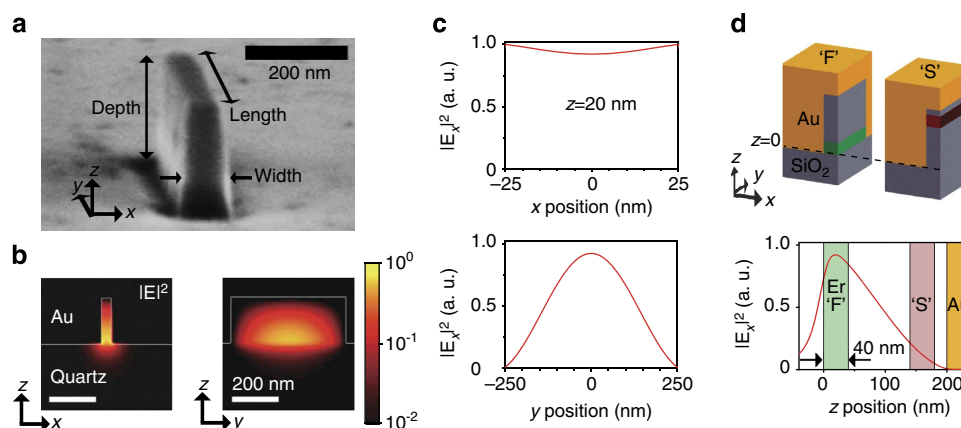 a
200 nm
Depth
Length
Width
z
y
x
b
|E|²
Au
Quartz
z
x
200 nm
z
y
10⁰
10⁻¹
10⁻²
c
|Eₓ|² (a. u.)
1.0
0.5
0
z=20 nm
−25
0
25
x position (nm)
|Eₓ|² (a. u.)
1.0
0.5
0
−250
0
250
y position (nm)
d
'F'
'S'
Au
z=0
SiO₂
z
y
x
|Eₓ|² (a. u.)
1.0
0.5
0.0
Er
'F'
'S'
A
40 nm
0
100
200
z position (nm)